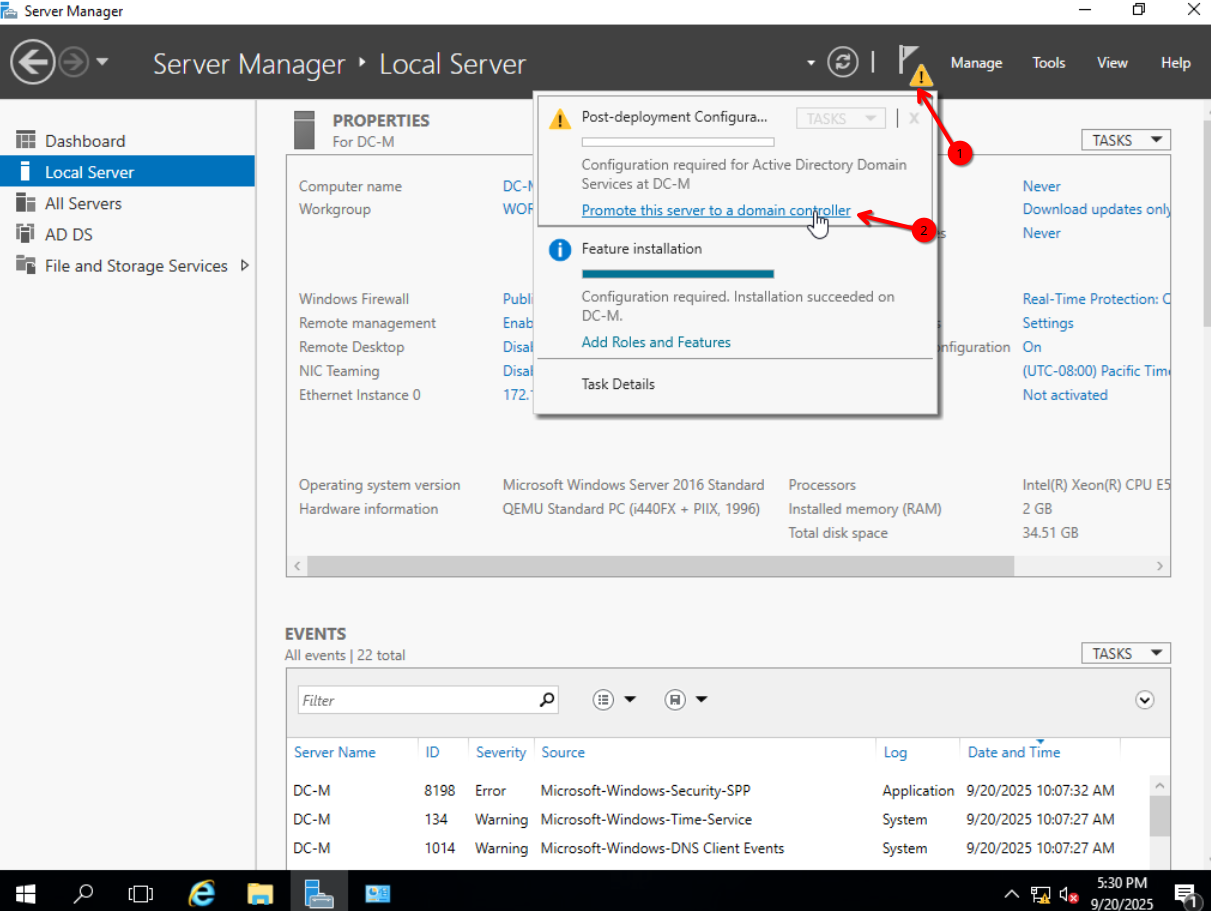 Server Manager
Server Manager • Local Server
Manage Tools View Help
Dashboard
Local Server
All Servers
AD DS
File and Storage Services
PROPERTIES
For DC-M
TASKS
Post-deployment Configura...
TASKS
X
1
Configuration required for Active Directory Domain
Services at DC-M
Promote this server to a domain controller
2
Feature installation
Configuration required. Installation succeeded on
DC-M.
Add Roles and Features
Task Details
Computer name
Never
Workgroup
Download updates only
Never
Windows Firewall
Real-Time Protection:
Remote management
Settings
Remote Desktop
On
NIC Teaming
(UTC-08:00) Pacific Time
Ethernet Instance 0
172.
Not activated
Operating system version Microsoft Windows Server 2016 Standard Processors Intel(R) Xeon(R) CPU E5
Hardware information QEMU Standard PC (i440FX + PIIX, 1996) Installed memory (RAM) 2 GB
Total disk space 34.51 GB
EVENTS
All events | 22 total
TASKS
Filter
Server Name ID Severity Source Log Date and Time
DC-M 8198 Error Microsoft-Windows-Security-SPP Application 9/20/2025 10:07:32 AM
DC-M 134 Warning Microsoft-Windows-Time-Service System 9/20/2025 10:07:27 AM
DC-M 1014 Warning Microsoft-Windows-DNS Client Events System 9/20/2025 10:07:27 AM
5:30 PM
9/20/2025
1